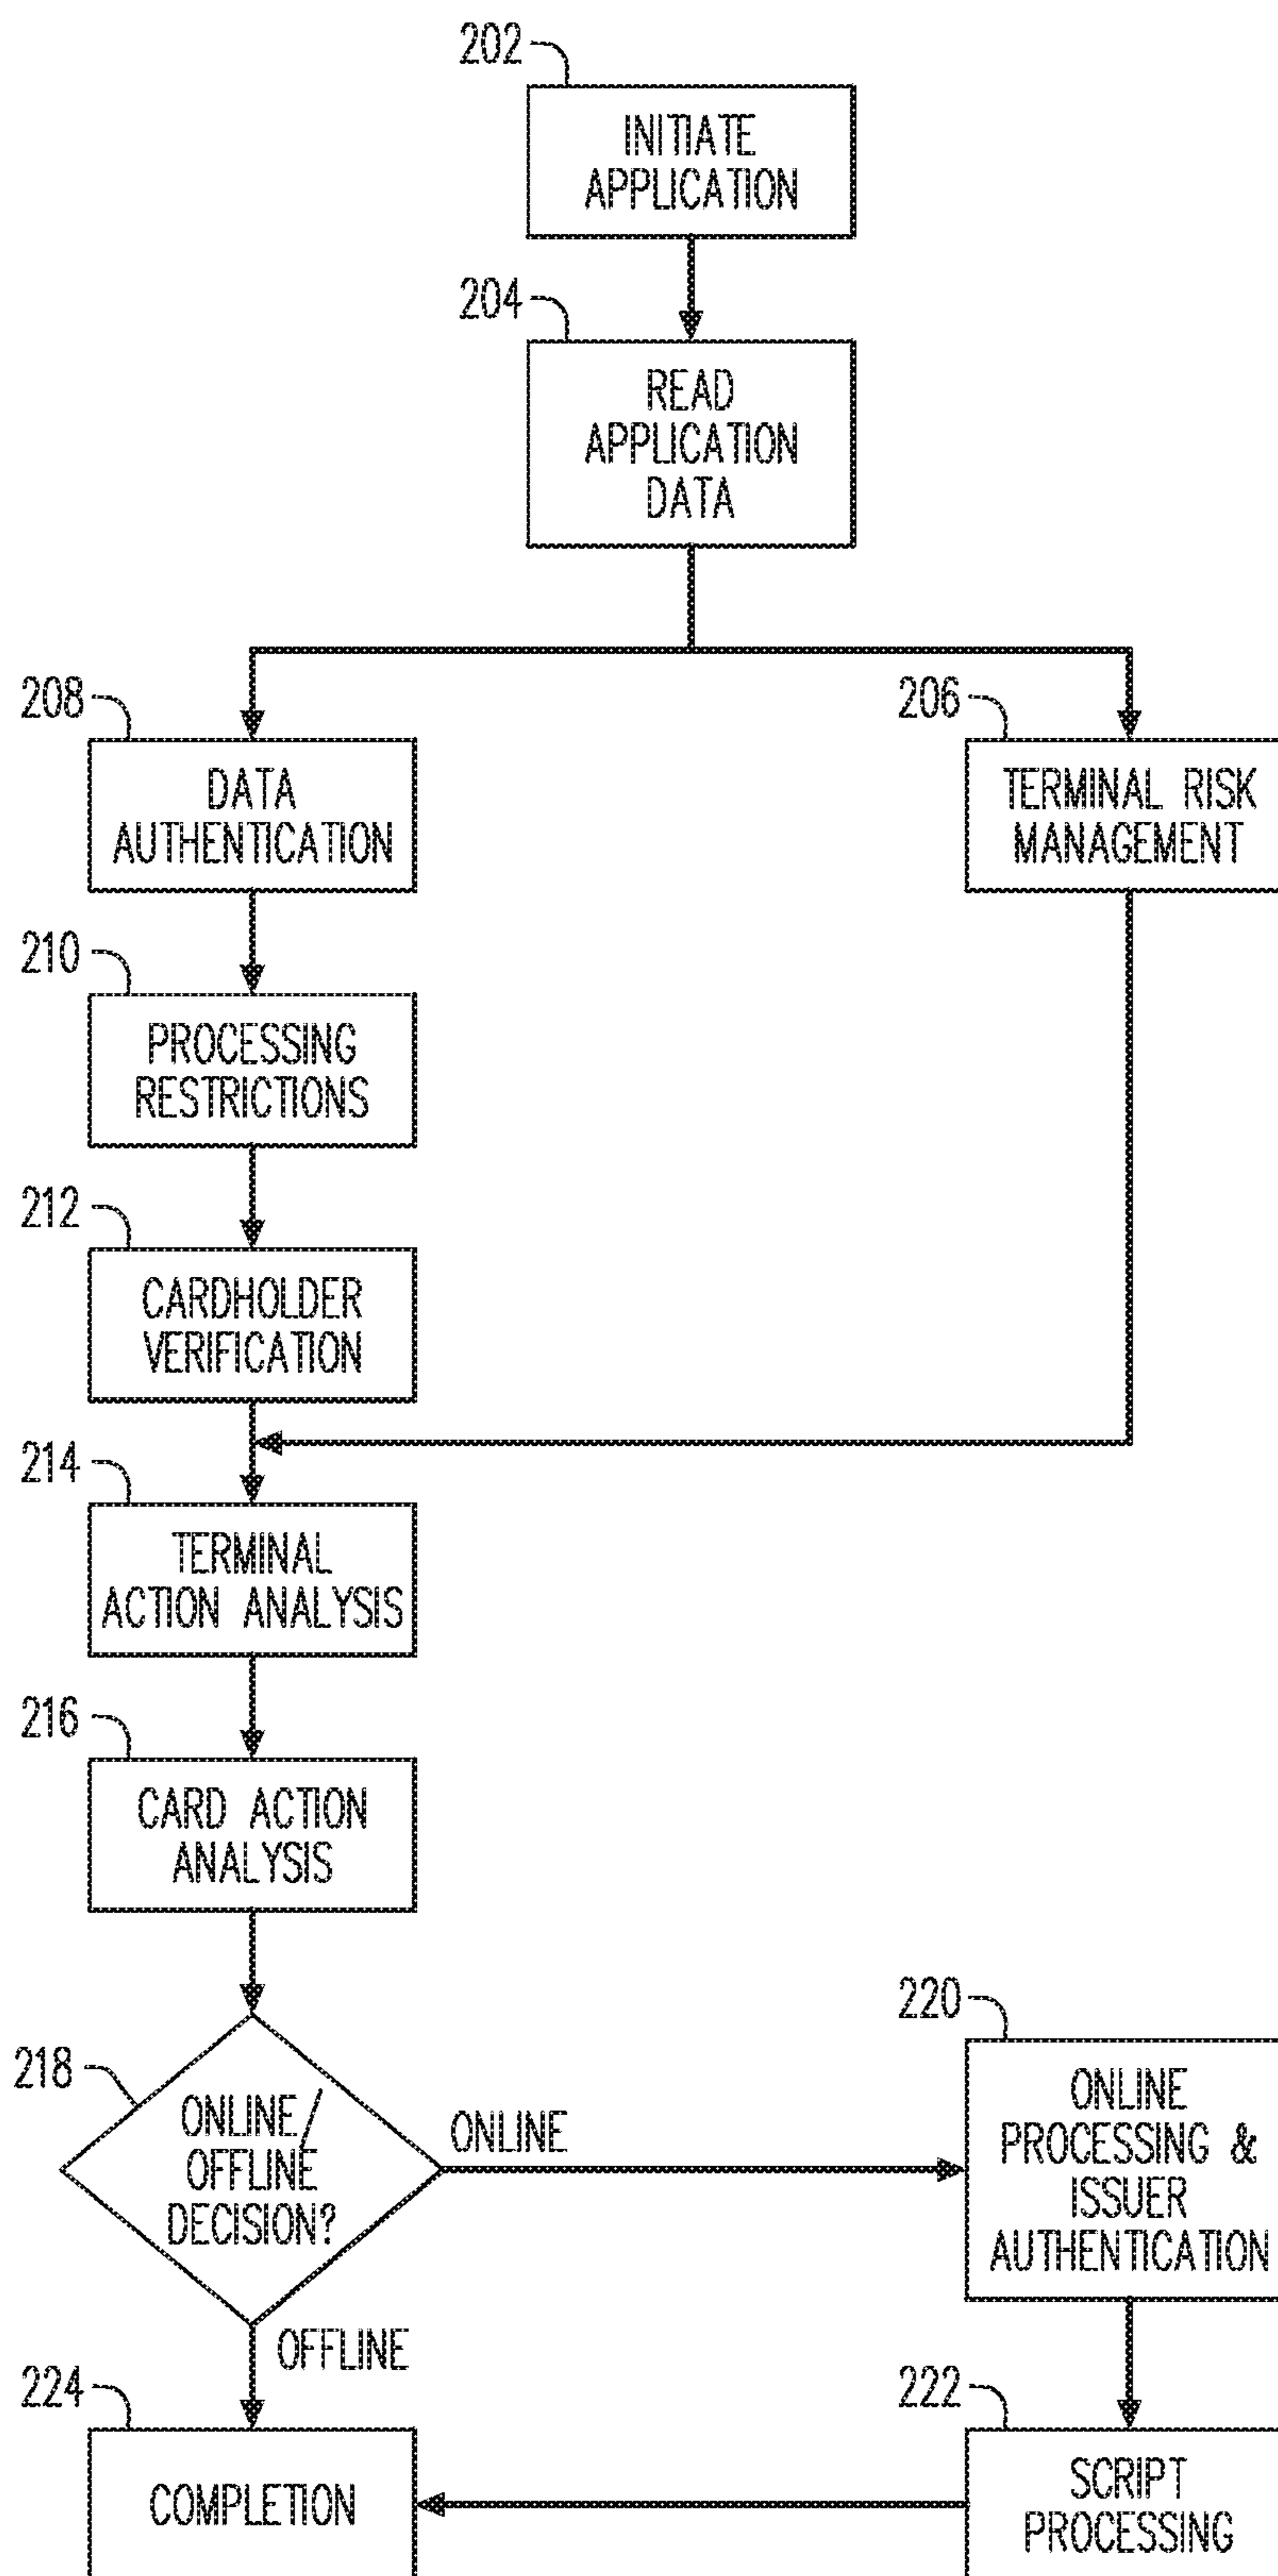 202
INITIATE
APPLICATION
204
READ
APPLICATION
DATA
208
DATA
AUTHENTICATION
206
TERMINAL RISK
MANAGEMENT
210
PROCESSING
RESTRICTIONS
212
CARDHOLDER
VERIFICATION
214
TERMINAL
ACTION ANALYSIS
216
CARD ACTION
ANALYSIS
218
ONLINE/
OFFLINE
DECISION?
ONLINE
OFFLINE
220
ONLINE
PROCESSING &
ISSUER
AUTHENTICATION
224
COMPLETION
222
SCRIPT
PROCESSING